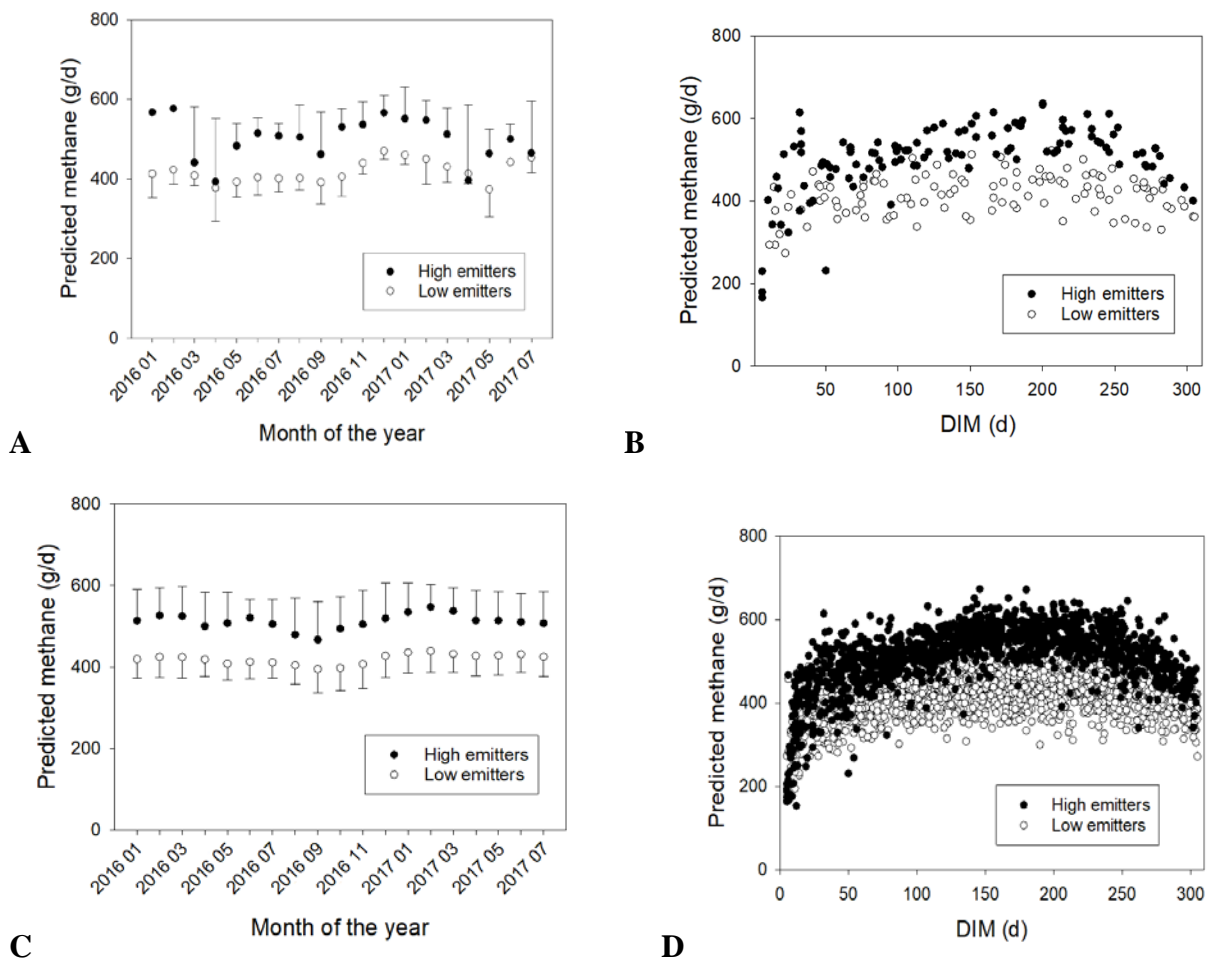 800
600
400
200
0
Predicted methane (g/d)
High emitters
Low emitters
2016 01
2016 03
2016 05
2016 07
2016 09
2016 11
2017 01
2017 03
2017 05
2017 07
Month of the year
A
800
600
400
200
0
Predicted methane (g/d)
High emitters
Low emitters
50
100
150
200
250
300
DIM (d)
B
800
600
400
200
0
Predicted methane (g/d)
High emitters
Low emitters
2016 01
2016 03
2016 05
2016 07
2016 09
2016 11
2017 01
2017 03
2017 05
2017 07
Month of the year
C
800
600
400
200
0
Predicted methane (g/d)
High emitters
Low emitters
0
50
100
150
200
250
300
DIM (d)
D